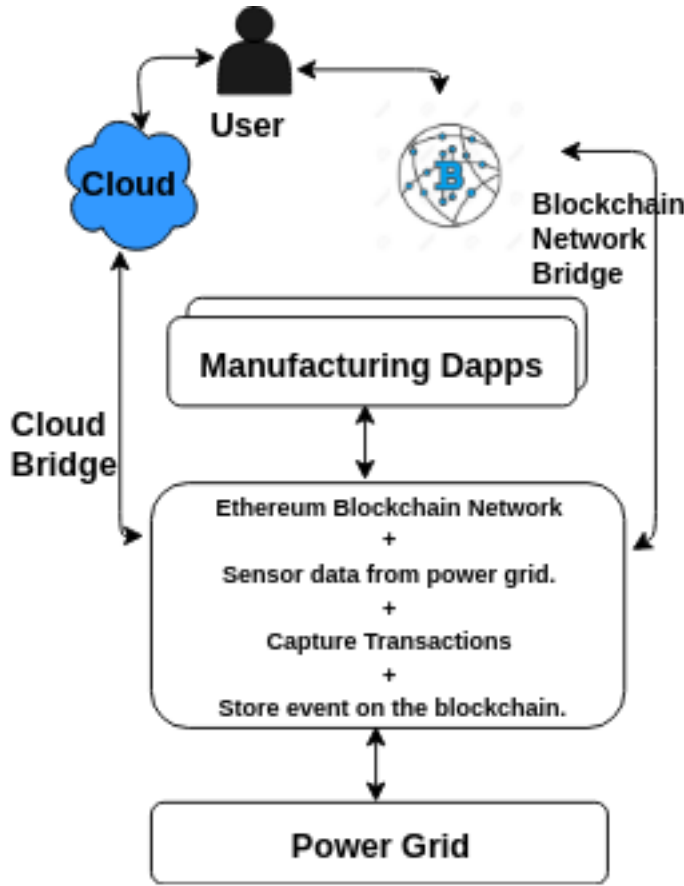 User
Cloud
B
Blockchain
Network
Bridge
Manufacturing Dapps
Cloud
Bridge
Ethereum Blockchain Network
+
Sensor data from power grid.
+
Capture Transactions
+
Store event on the blockchain.
Power Grid